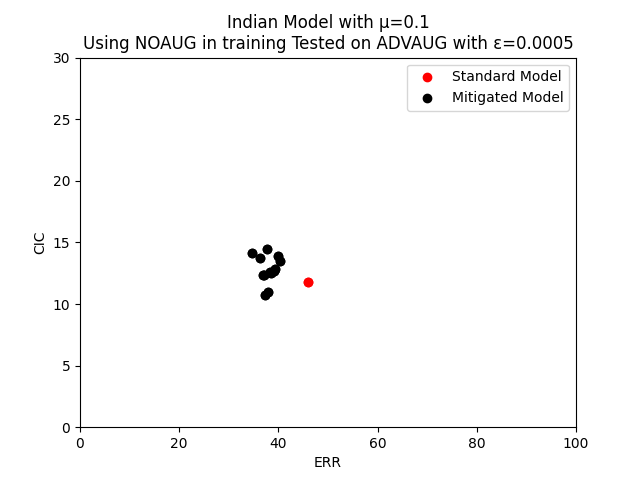 Indian Model with μ=0.1
Using NOAUG in training Tested on ADVAUG with ε=0.0005
Standard Model
Mitigated Model
30
25
20
15
10
5
0
CIC
0 20 40 60 80 100
ERR